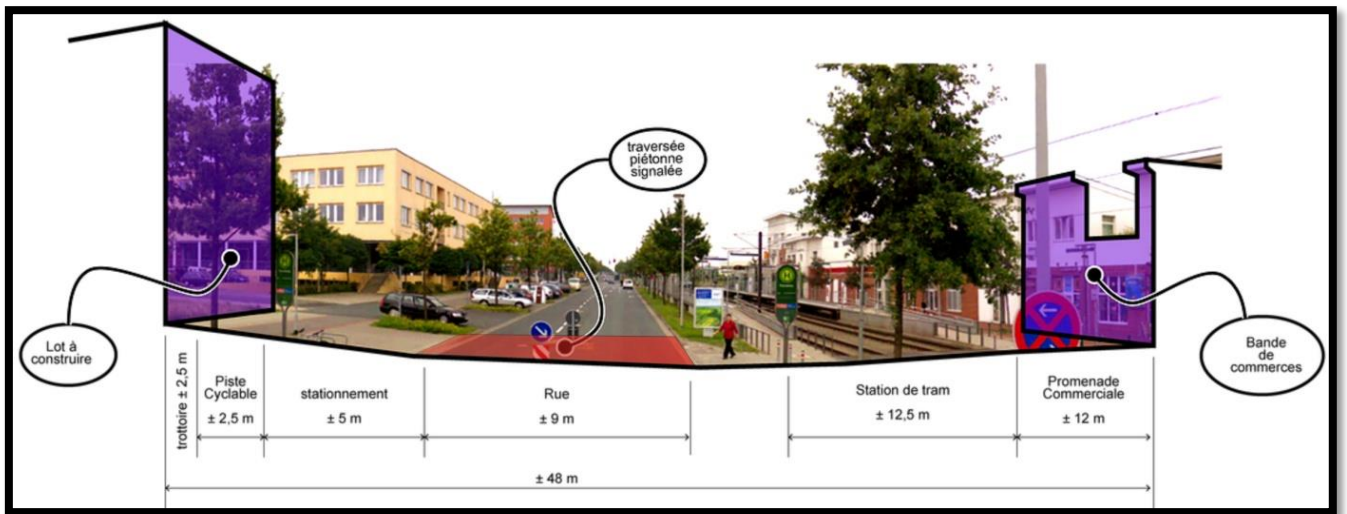 traversée
piétonne
signalée
Lot à
construire
Bande
de
commerces
trottoire ± 2,5 m
Piste
Cyclable
± 2,5 m
stationnement
± 5 m
Rue
± 9 m
Station de tram
± 12,5 m
Promenade
Commerciale
± 12 m
± 48 m